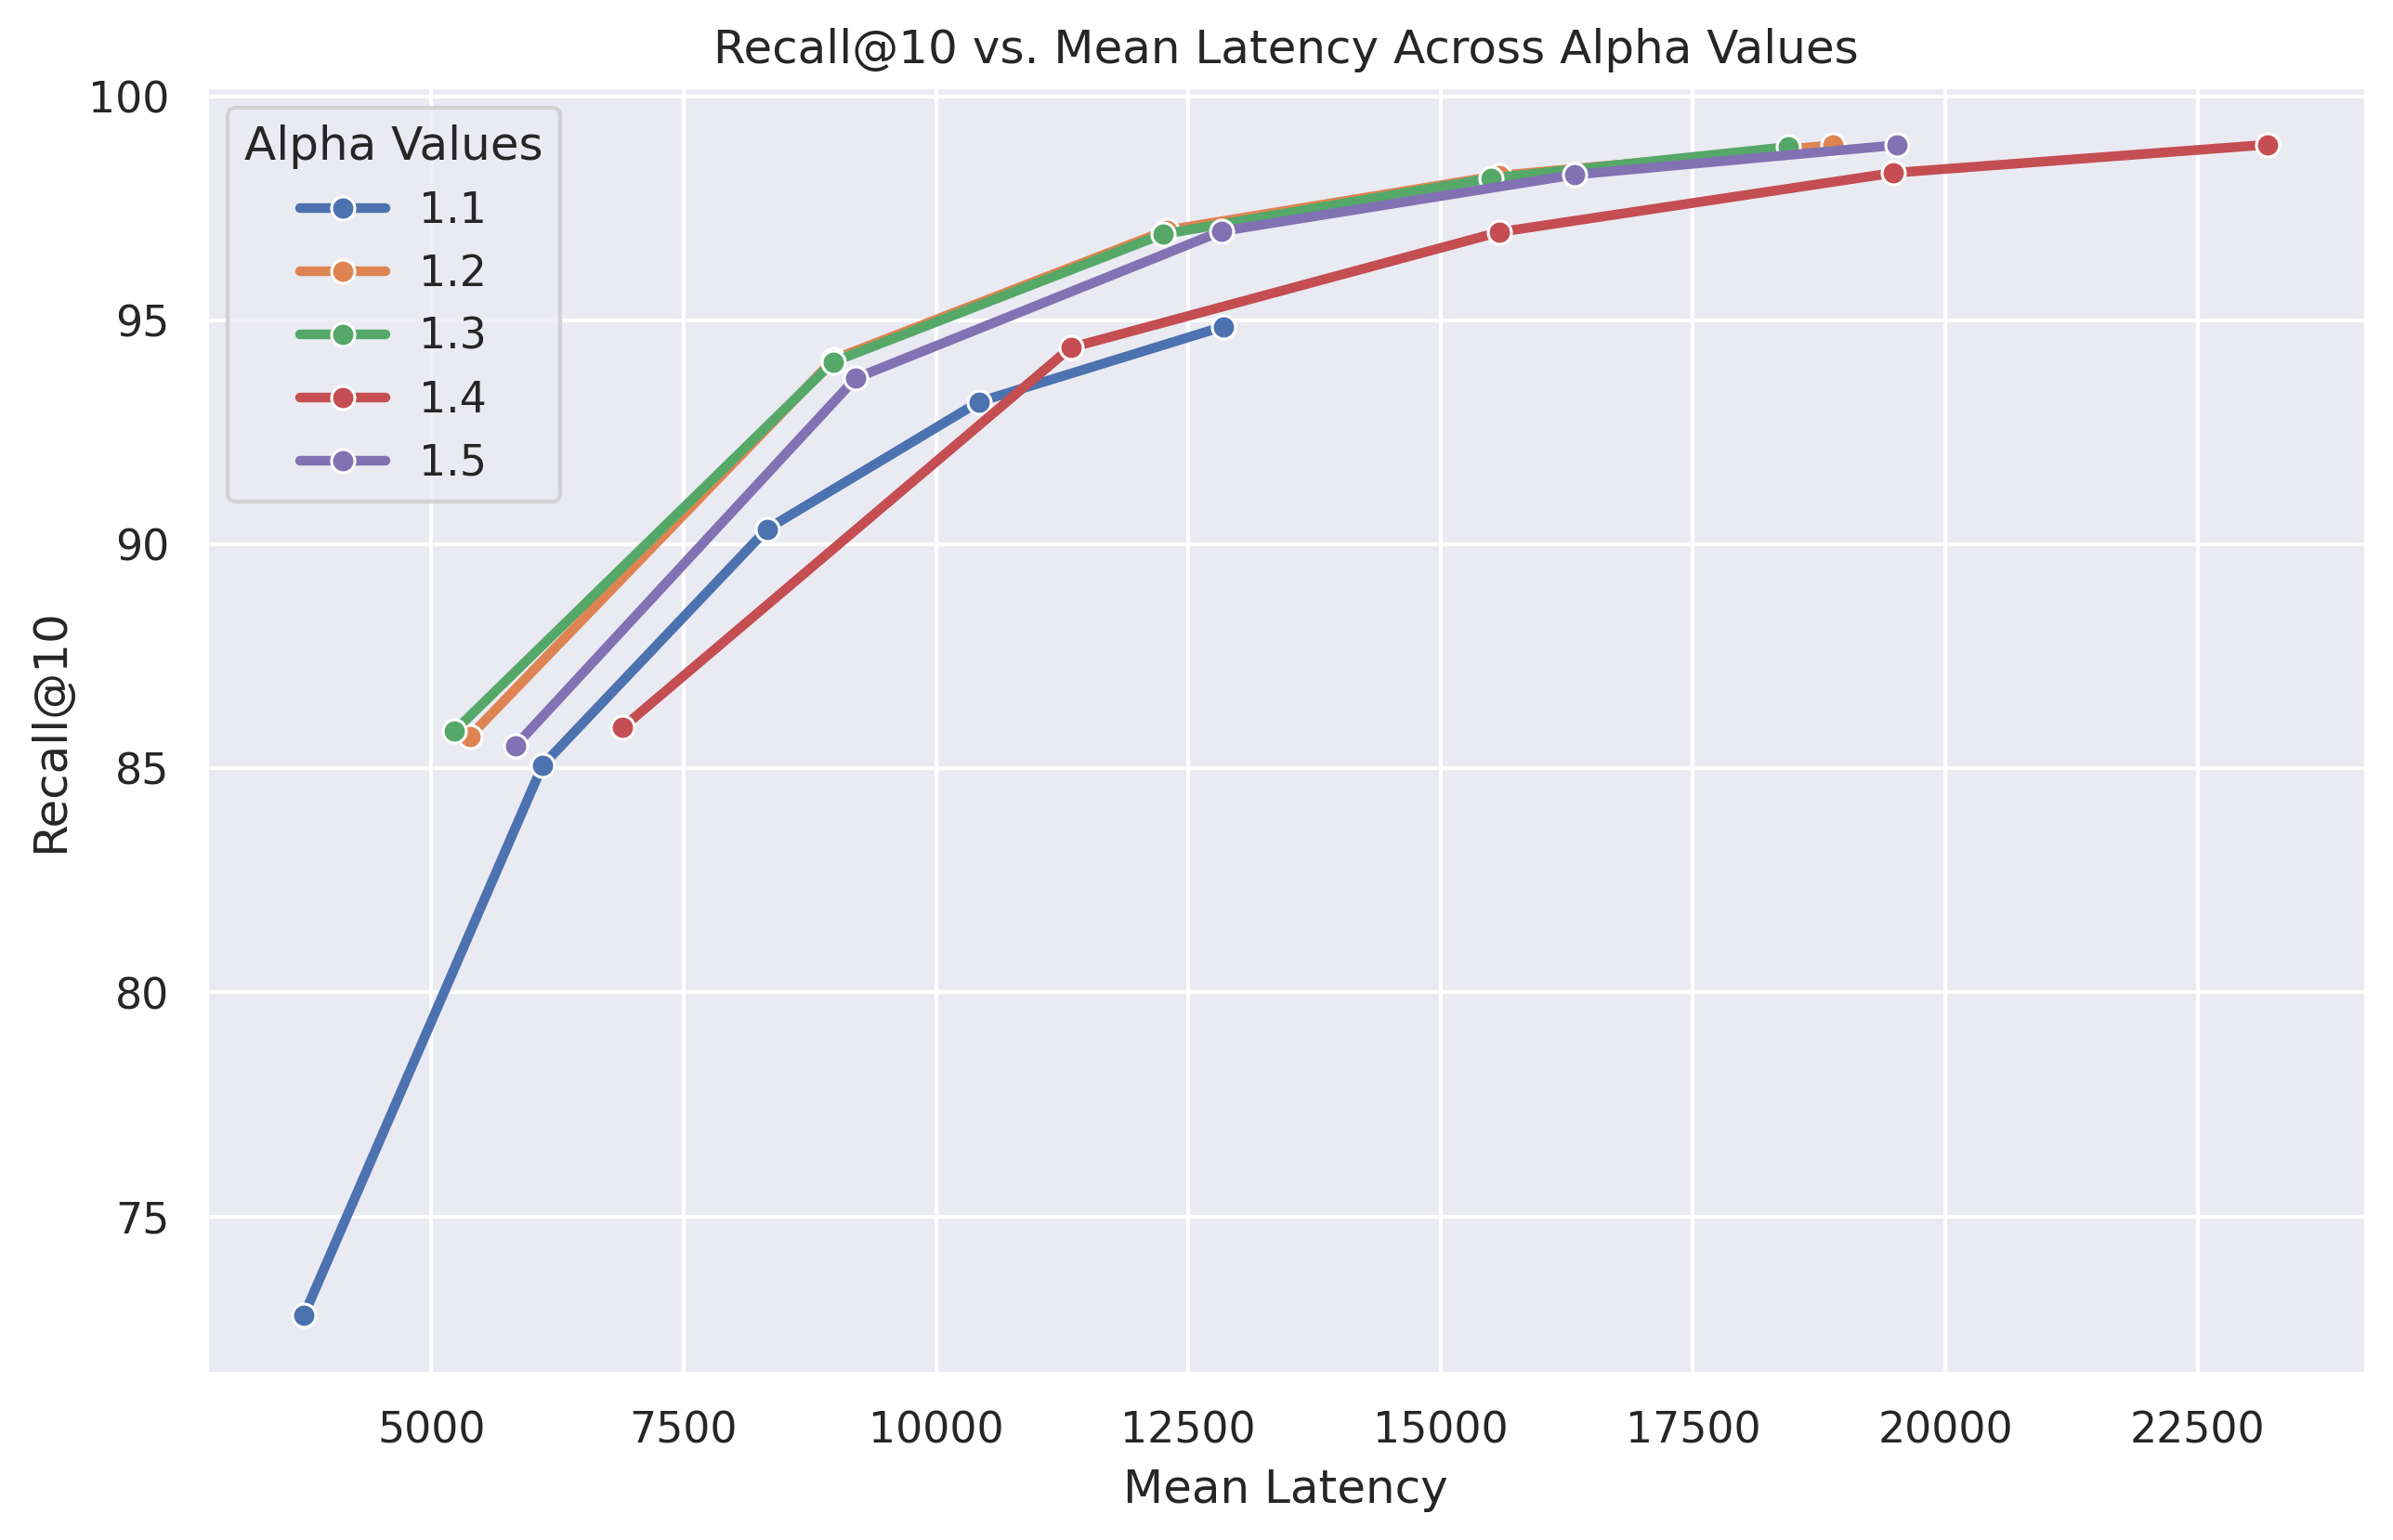 Recall@10 vs. Mean Latency Across Alpha Values
100
95
90
85
80
75
Recall@10
Alpha Values
1.1
1.2
1.3
1.4
1.5
5000 7500 10000 12500 15000 17500 20000 22500
Mean Latency